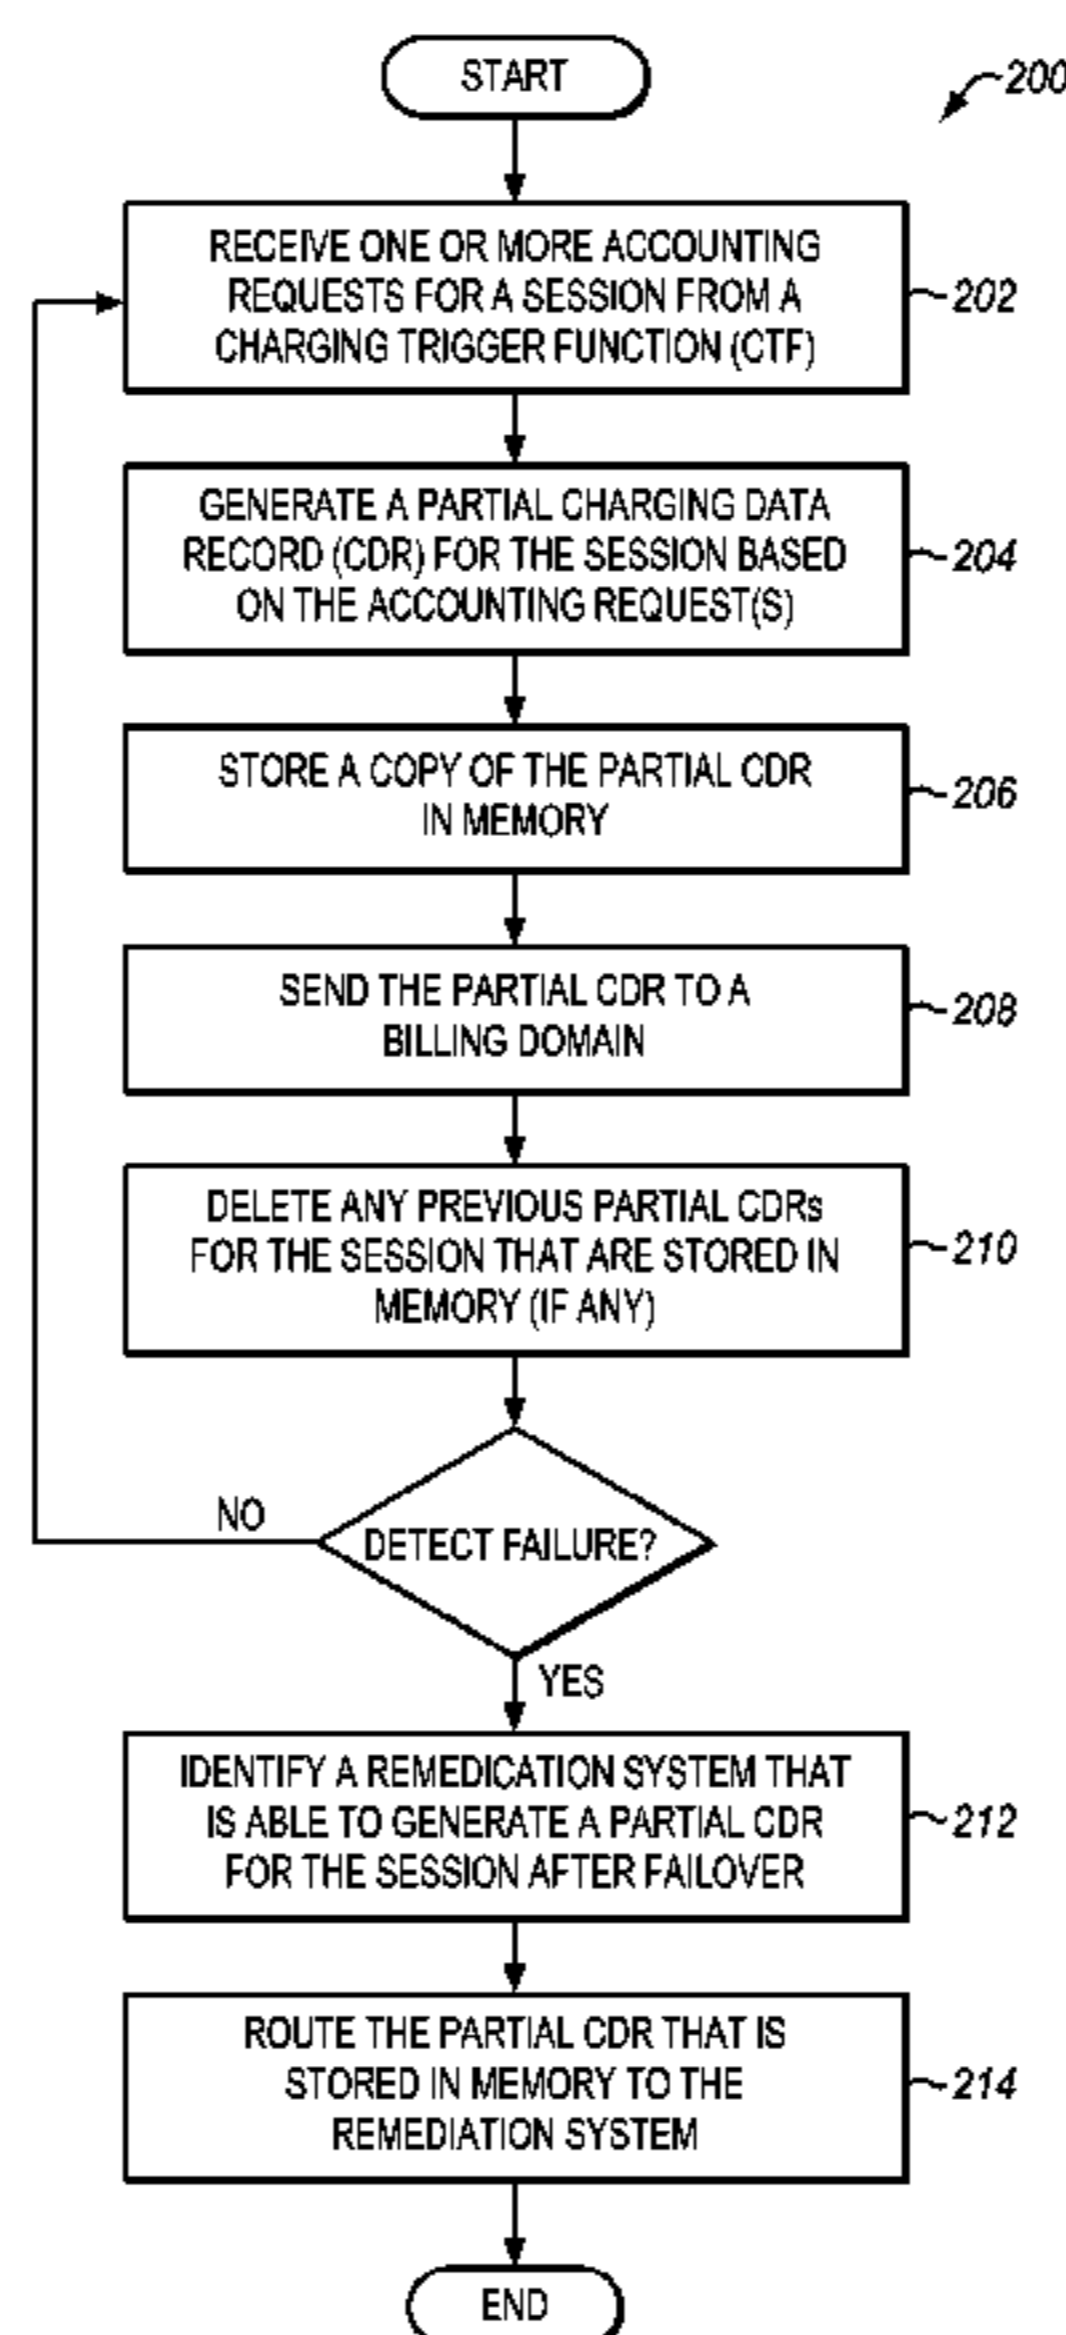 START
200
RECEIVE ONE OR MORE ACCOUNTING
REQUESTS FOR A SESSION FROM A
CHARGING TRIGGER FUNCTION (CTF)
202
GENERATE A PARTIAL CHARGING DATA
RECORD (CDR) FOR THE SESSION BASED
ON THE ACCOUNTING REQUEST(S)
204
STORE A COPY OF THE PARTIAL CDR
IN MEMORY
206
SEND THE PARTIAL CDR TO A
BILLING DOMAIN
208
DELETE ANY PREVIOUS PARTIAL CDRs
FOR THE SESSION THAT ARE STORED IN
MEMORY (IF ANY)
210
NO
DETECT FAILURE?
YES
IDENTIFY A REMEDICATION SYSTEM THAT
IS ABLE TO GENERATE A PARTIAL CDR
FOR THE SESSION AFTER FAILOVER
212
ROUTE THE PARTIAL CDR THAT IS
STORED IN MEMORY TO THE
REMEDIATION SYSTEM
214
END